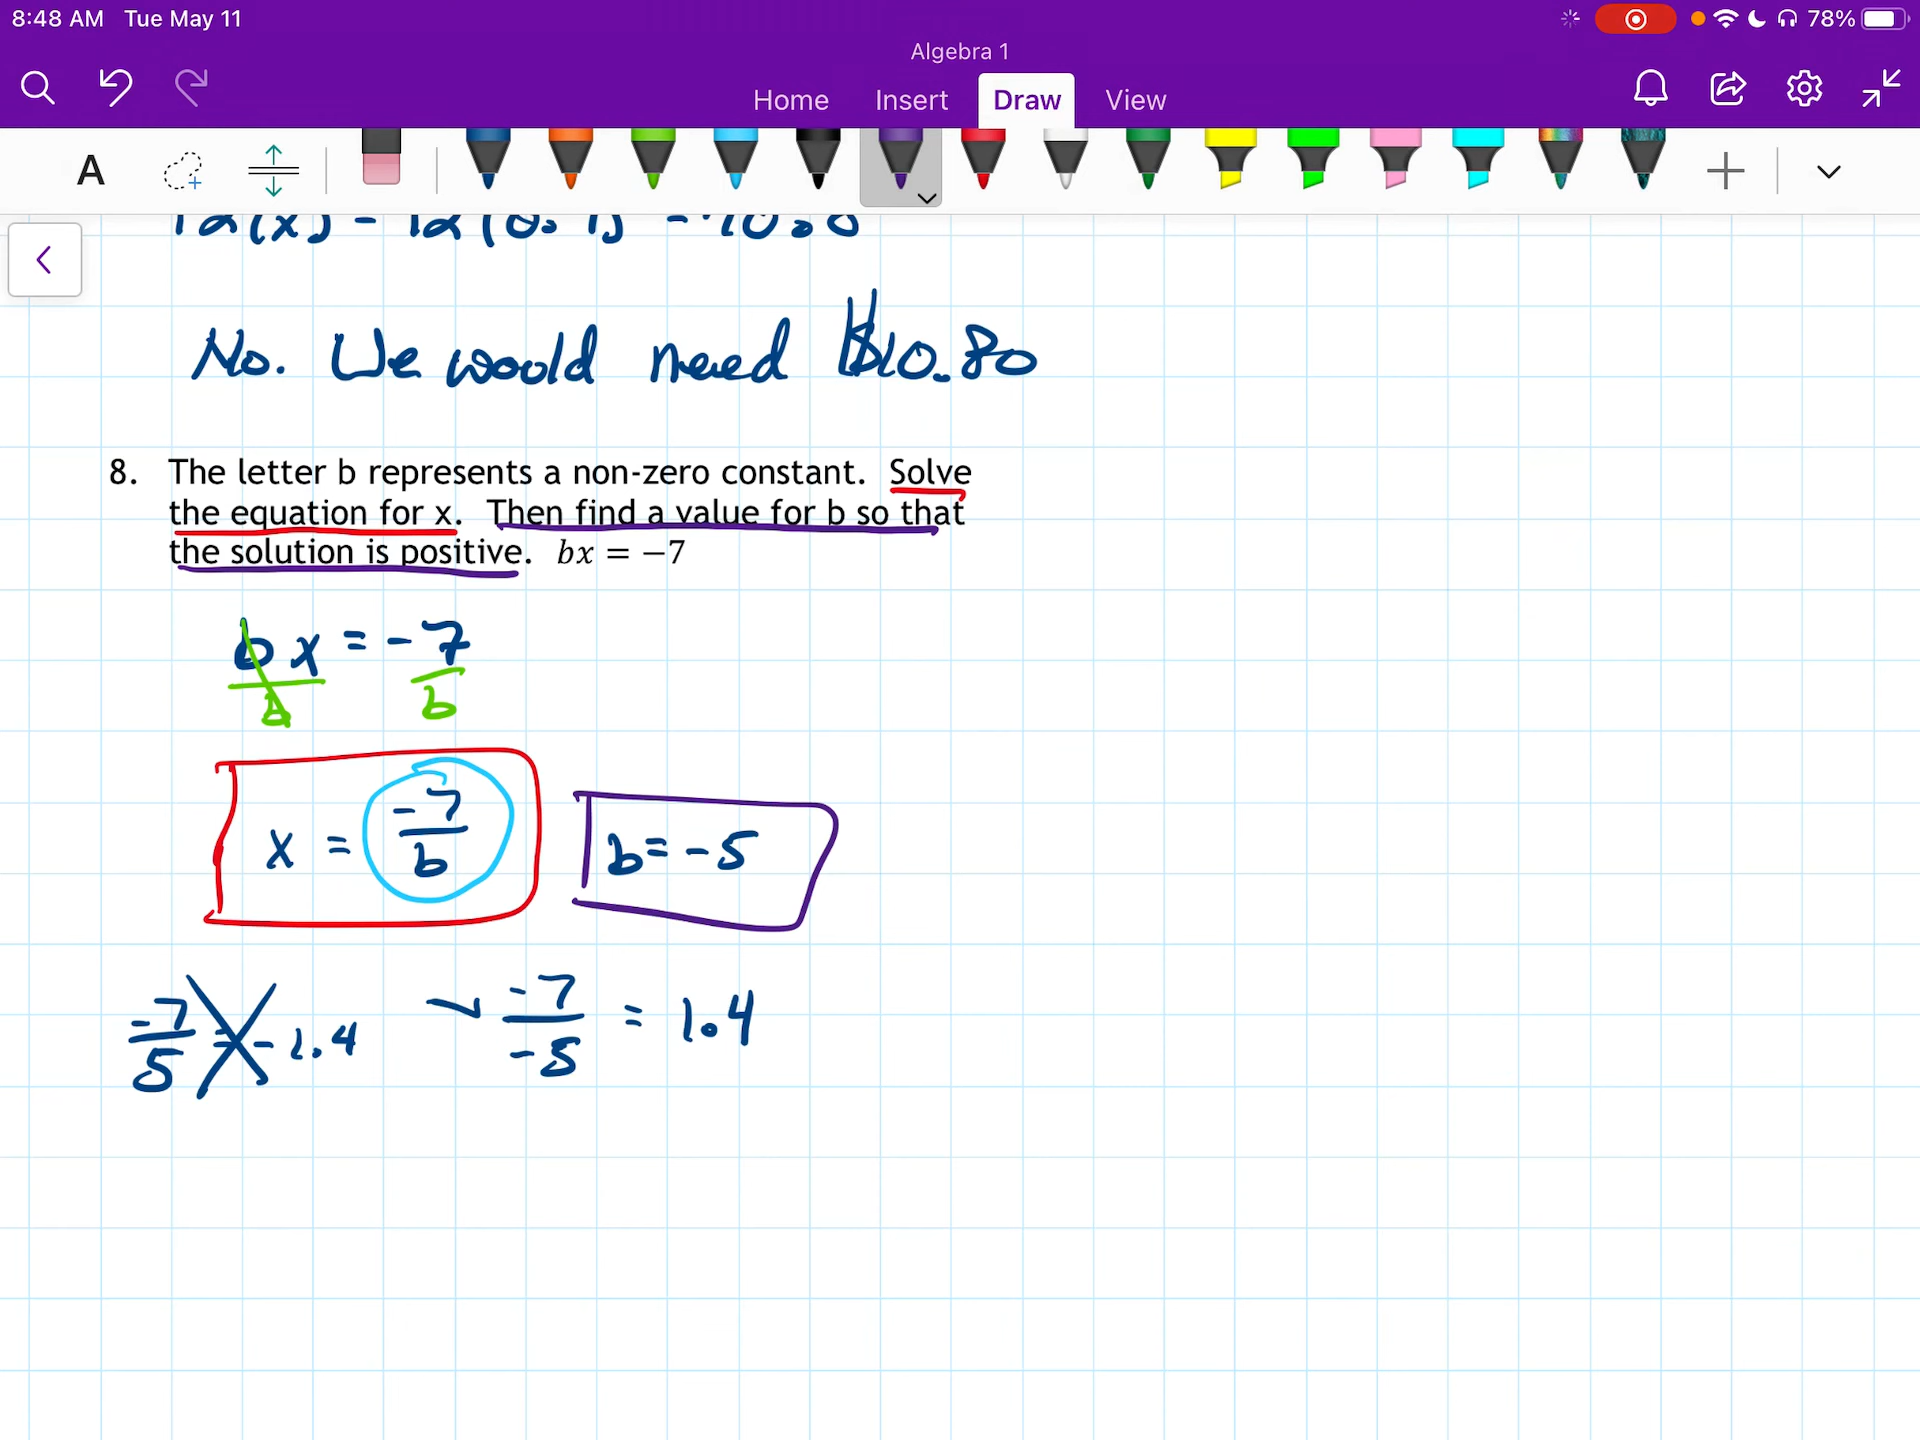 8:48 AM Tue May 11
78%
Algebra 1
Home Insert Draw View
A
No. We would need $10.80
8. The letter b represents a non-zero constant. Solve
the equation for x. Then find a value for b so that
the solution is positive. bx = −7
bx = -7
b b
x = -7/b b = -5
-7/5 = -1.4 -7/-5 = 1.4